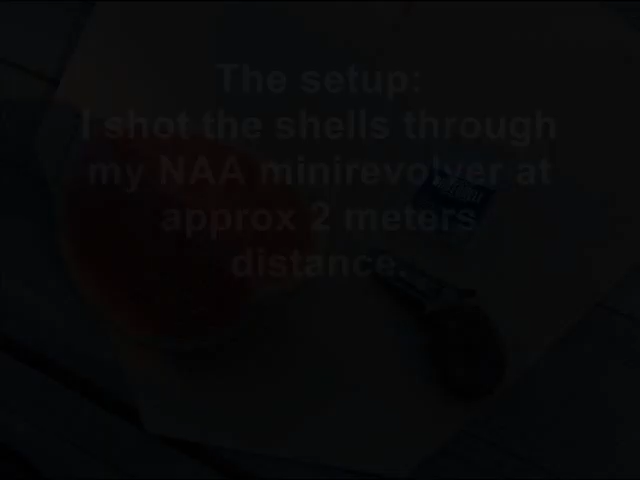 The setup:
I shot the shells through
my NAA minirevolver at
approx 2 meters
distance.